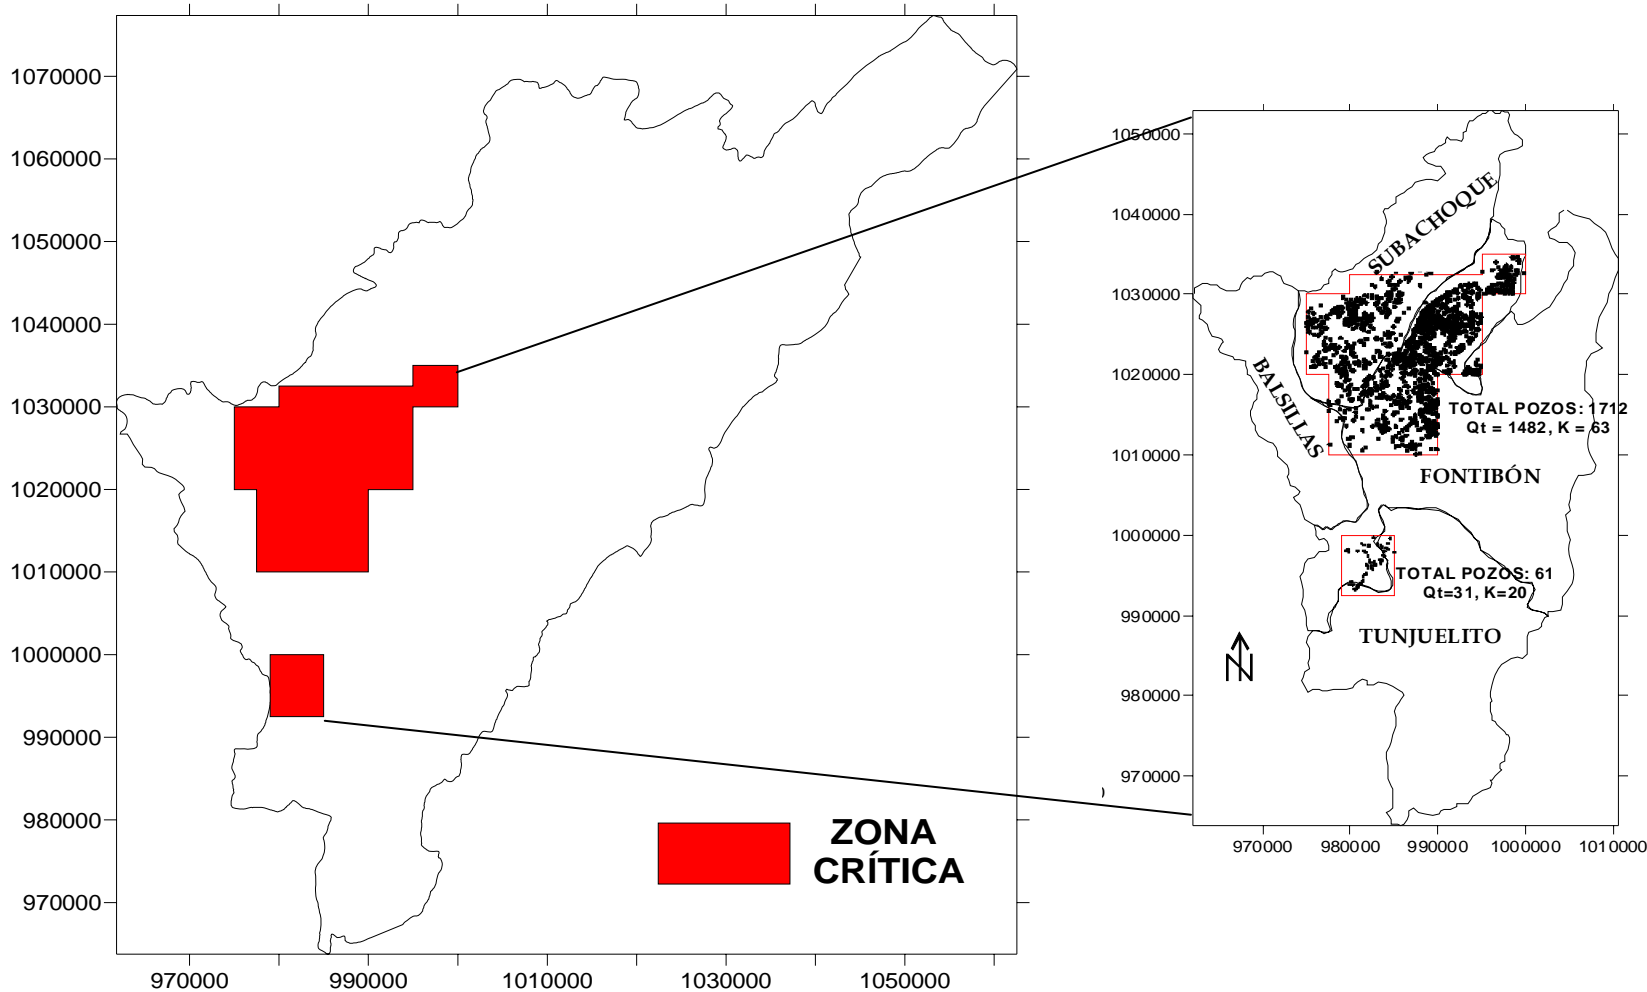 1070000
1060000
1050000
1040000
1030000
1020000
1010000
1000000
990000
980000
970000
970000 990000 1010000 1030000 1050000
ZONA
CRÍTICA
1050000
1040000
1030000
1020000
1010000
1000000
990000
980000
970000
970000 980000 990000 1000000 1010000
SUBACHOQUE
BALSILLAS
TOTAL POZOS: 1712
Qt = 1482, K = 63
FONTIBÓN
TOTAL POZOS: 61
Qt=31, K=20
TUNJUELITO
N
)